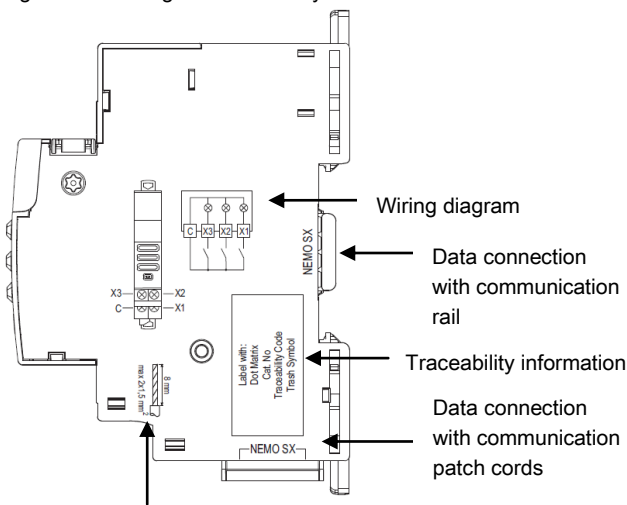 Wiring diagram
C X3 X2 X1
NEMO SX
Data connection
with communication
rail
X3 X2
C X1
Label with:
Dot Matrix
Cat. No
Traceability Code
Trash Symbol
Traceability information
8 mm
max 2x1,5 mm2
Data connection
with communication
patch cords
NEMO SX